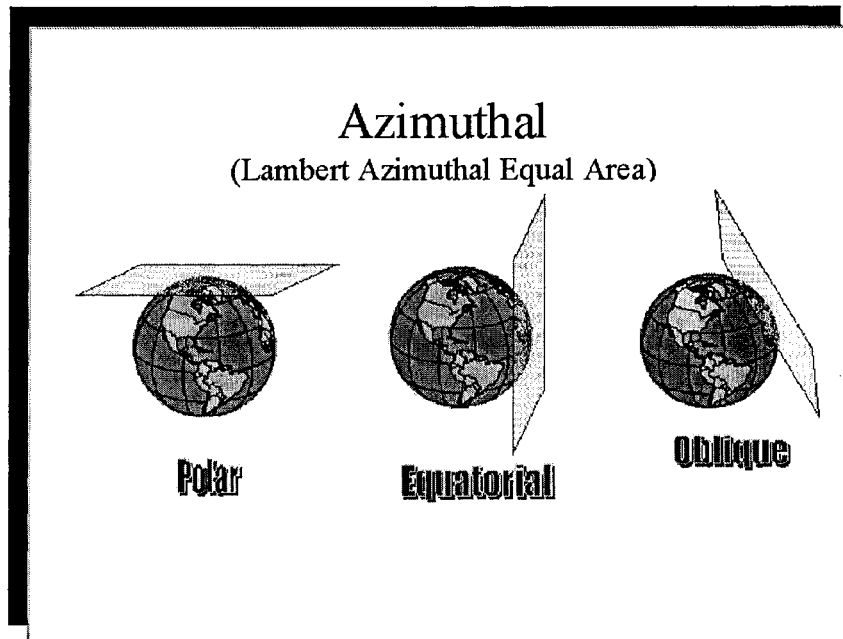 Azimuthal
(Lambert Azimuthal Equal Area)
Polar
Equatorial
Oblique